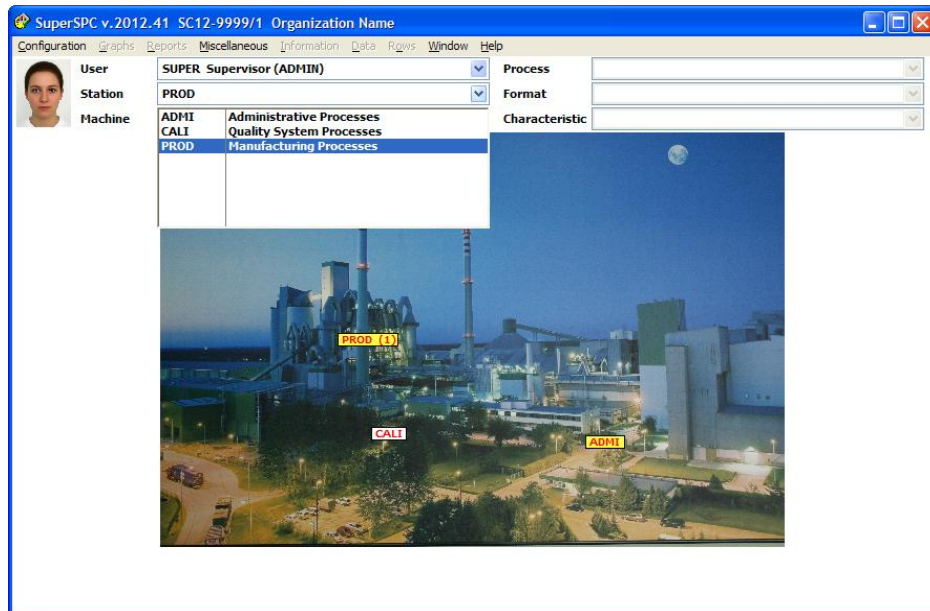 SuperSPC v.2012.41 SC12-9999/1 Organization Name
Configuration Graphs Reports Miscellaneous Information Data Rows Window Help
User SUPER Supervisor (ADMIN) Process
Station PROD Format
Machine Characteristic
ADMI Administrative Processes
CALI Quality System Processes
PROD Manufacturing Processes
PROD (1)
CALI
ADMI